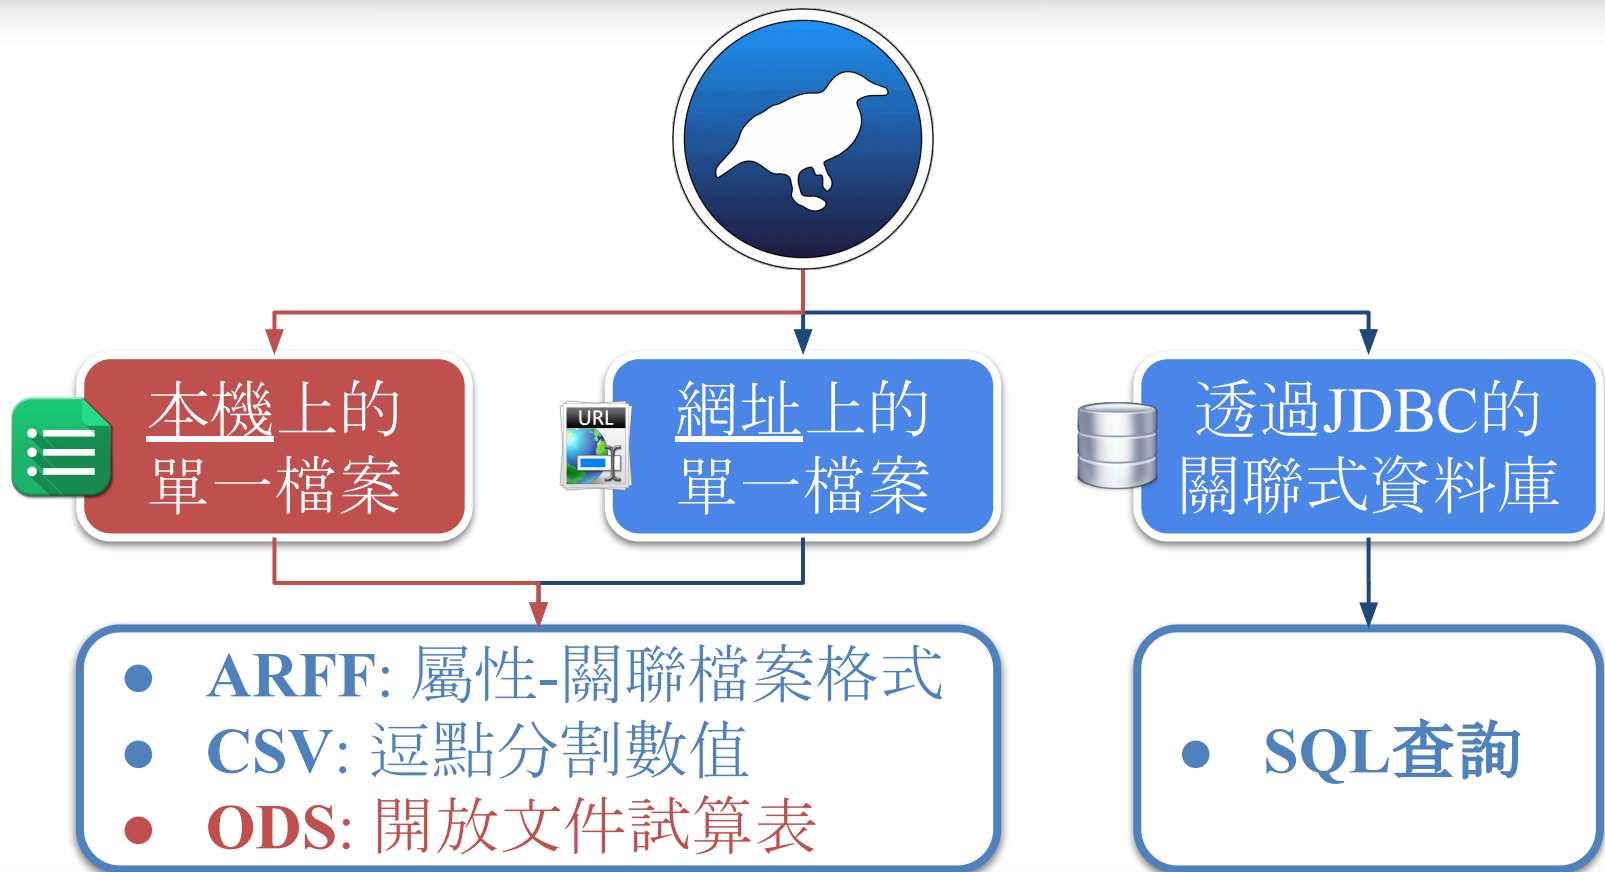 本機上的
單一檔案
URL
網址上的
單一檔案
透過JDBC的
關聯式資料庫
● ARFF: 屬性-關聯檔案格式
● CSV: 逗點分割數值
● ODS: 開放文件試算表
● SQL查詢